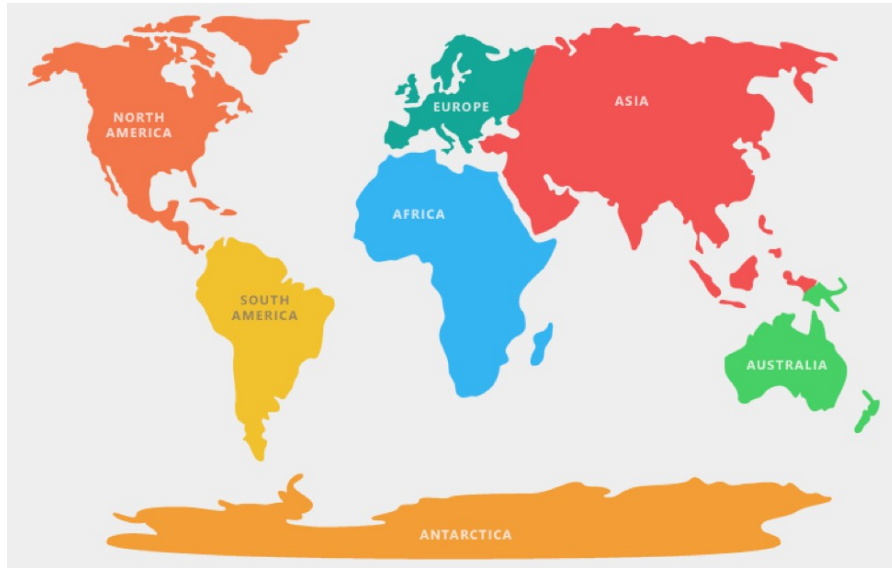 NORTH
AMERICA
EUROPE
ASIA
AFRICA
SOUTH
AMERICA
AUSTRALIA
ANTARCTICA